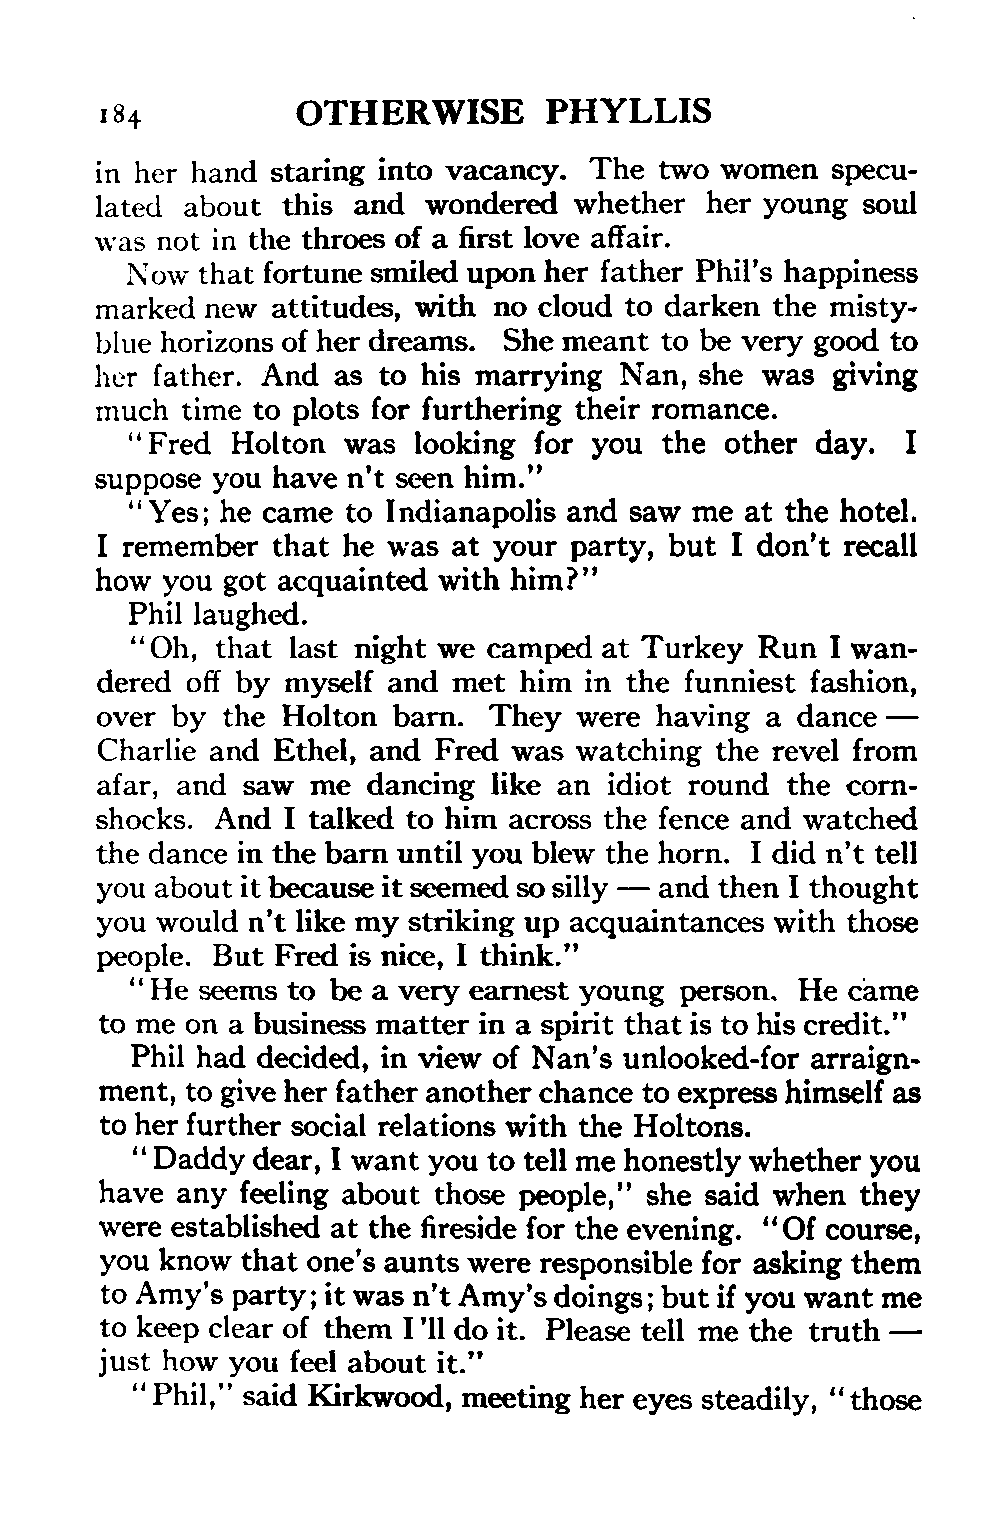 184 OTHERWISE PHYLLIS
in her hand staring into vacancy. The two women specu-
lated about this and wondered whether her young soul
was not in the throes of a first love affair.
Now that fortune smiled upon her father Phil's happiness
marked new attitudes, with no cloud to darken the misty-
blue horizons of her dreams. She meant to be very good to
her father. And as to his marrying Nan, she was giving
much time to plots for furthering their romance.
"Fred Holton was looking for you the other day. I
suppose you have n't seen him."
"Yes; he came to Indianapolis and saw me at the hotel.
I remember that he was at your party, but I don't recall
how you got acquainted with him?"
Phil laughed.
"Oh, that last night we camped at Turkey Run I wan-
dered off by myself and met him in the funniest fashion,
over by the Holton barn. They were having a dance —
Charlie and Ethel, and Fred was watching the revel from
afar, and saw me dancing like an idiot round the corn-
shocks. And I talked to him across the fence and watched
the dance in the barn until you blew the horn. I did n't tell
you about it because it seemed so silly — and then I thought
you would n't like my striking up acquaintances with those
people. But Fred is nice, I think."
"He seems to be a very earnest young person. He came
to me on a business matter in a spirit that is to his credit."
Phil had decided, in view of Nan's unlooked-for arraign-
ment, to give her father another chance to express himself as
to her further social relations with the Holtons.
"Daddy dear, I want you to tell me honestly whether you
have any feeling about those people," she said when they
were established at the fireside for the evening. "Of course,
you know that one's aunts were responsible for asking them
to Amy's party; it was n't Amy's doings; but if you want me
to keep clear of them I'll do it. Please tell me the truth —
just how you feel about it."
"Phil," said Kirkwood, meeting her eyes steadily, "those